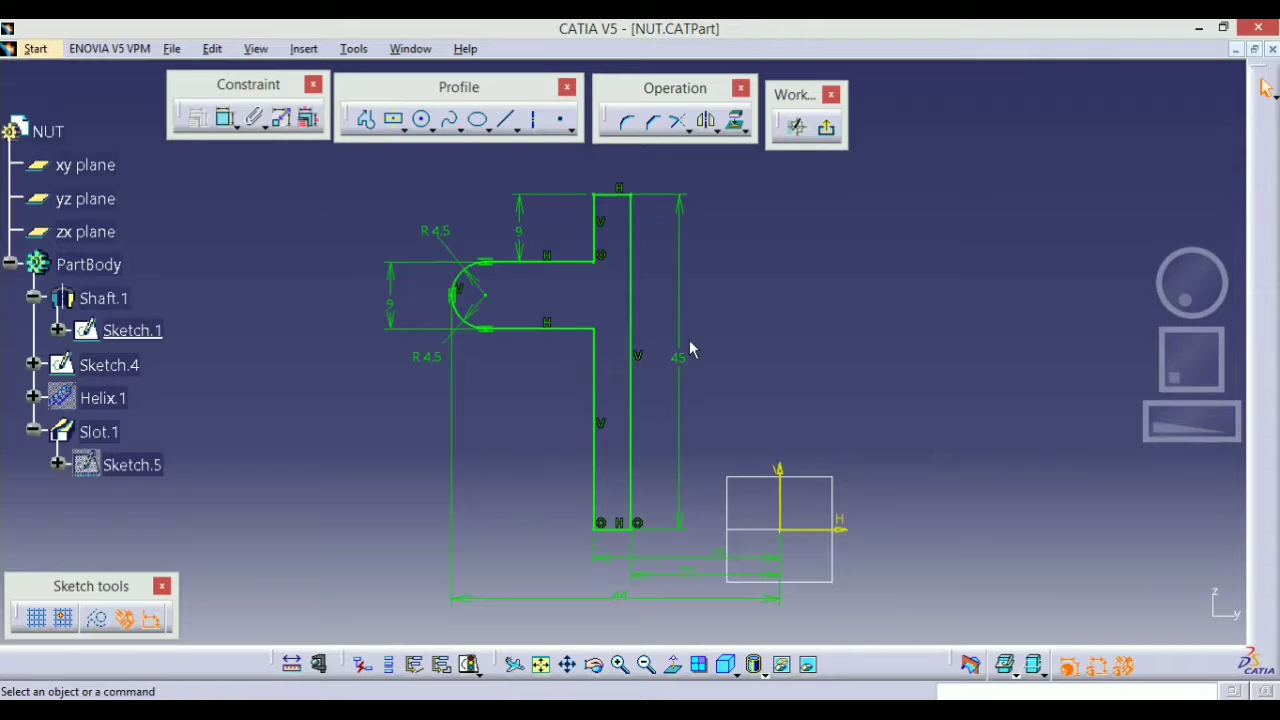 CATIA V5 - [NUT.CATPart]
Start ENOVIA V5 VPM File Edit View Insert Tools Window Help
Constraint Profile Operation Work...
NUT
xy plane
yz plane
zx plane
PartBody
Shaft.1
Sketch.1
Sketch.4
Helix.1
Slot.1
Sketch.5
H
V
R 4.5
9
O
H
V
9
H
R 4.5
V
45
V
V
H
O H O
44
z
y
Sketch tools
CATIA
Select an object or a command